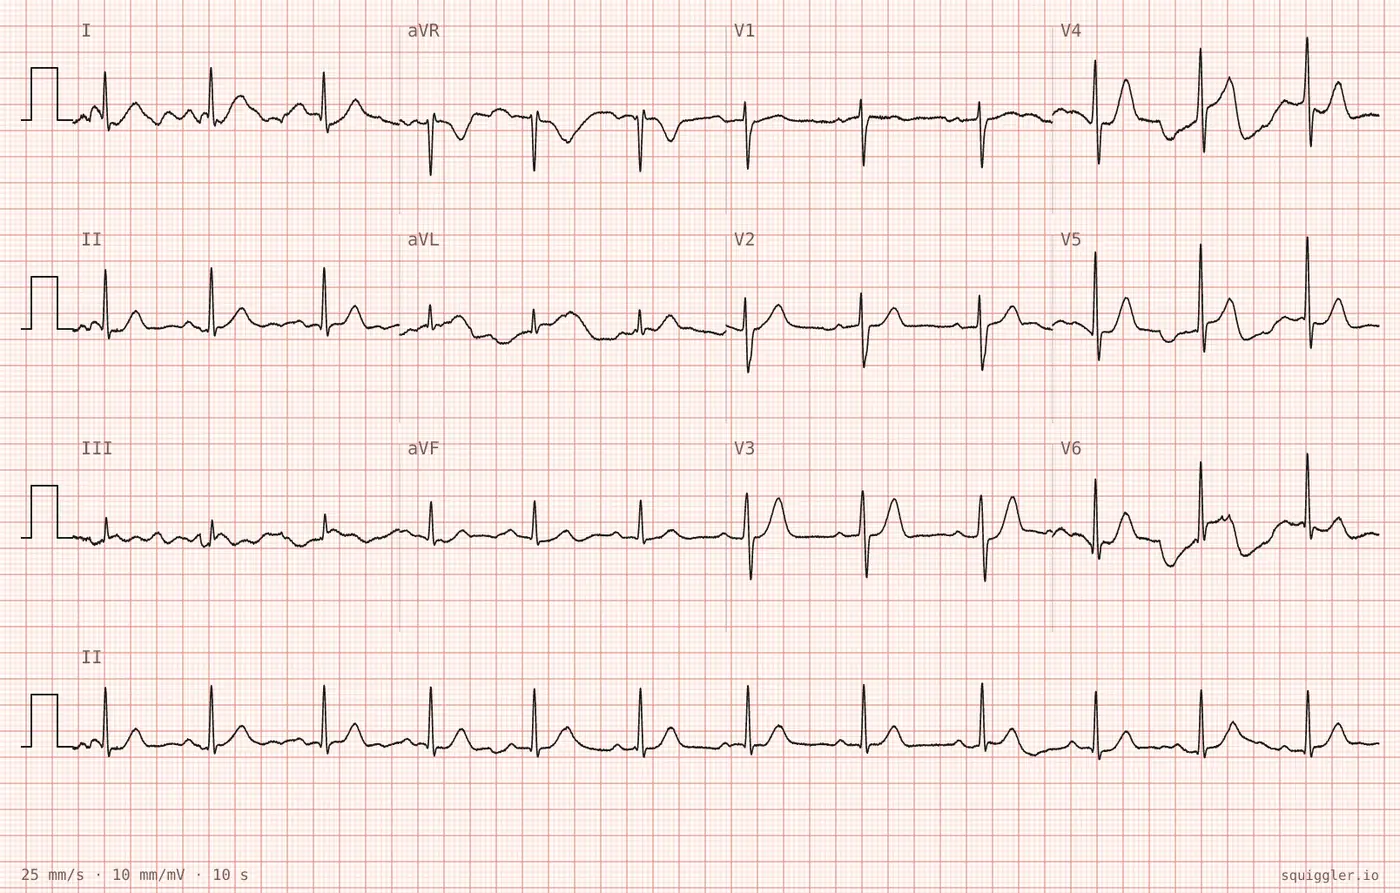 I aVR V1 V4
II aVL V2 V5
III aVF V3 V6
II
25 mm/s · 10 mm/mV · 10 s squiggler.io